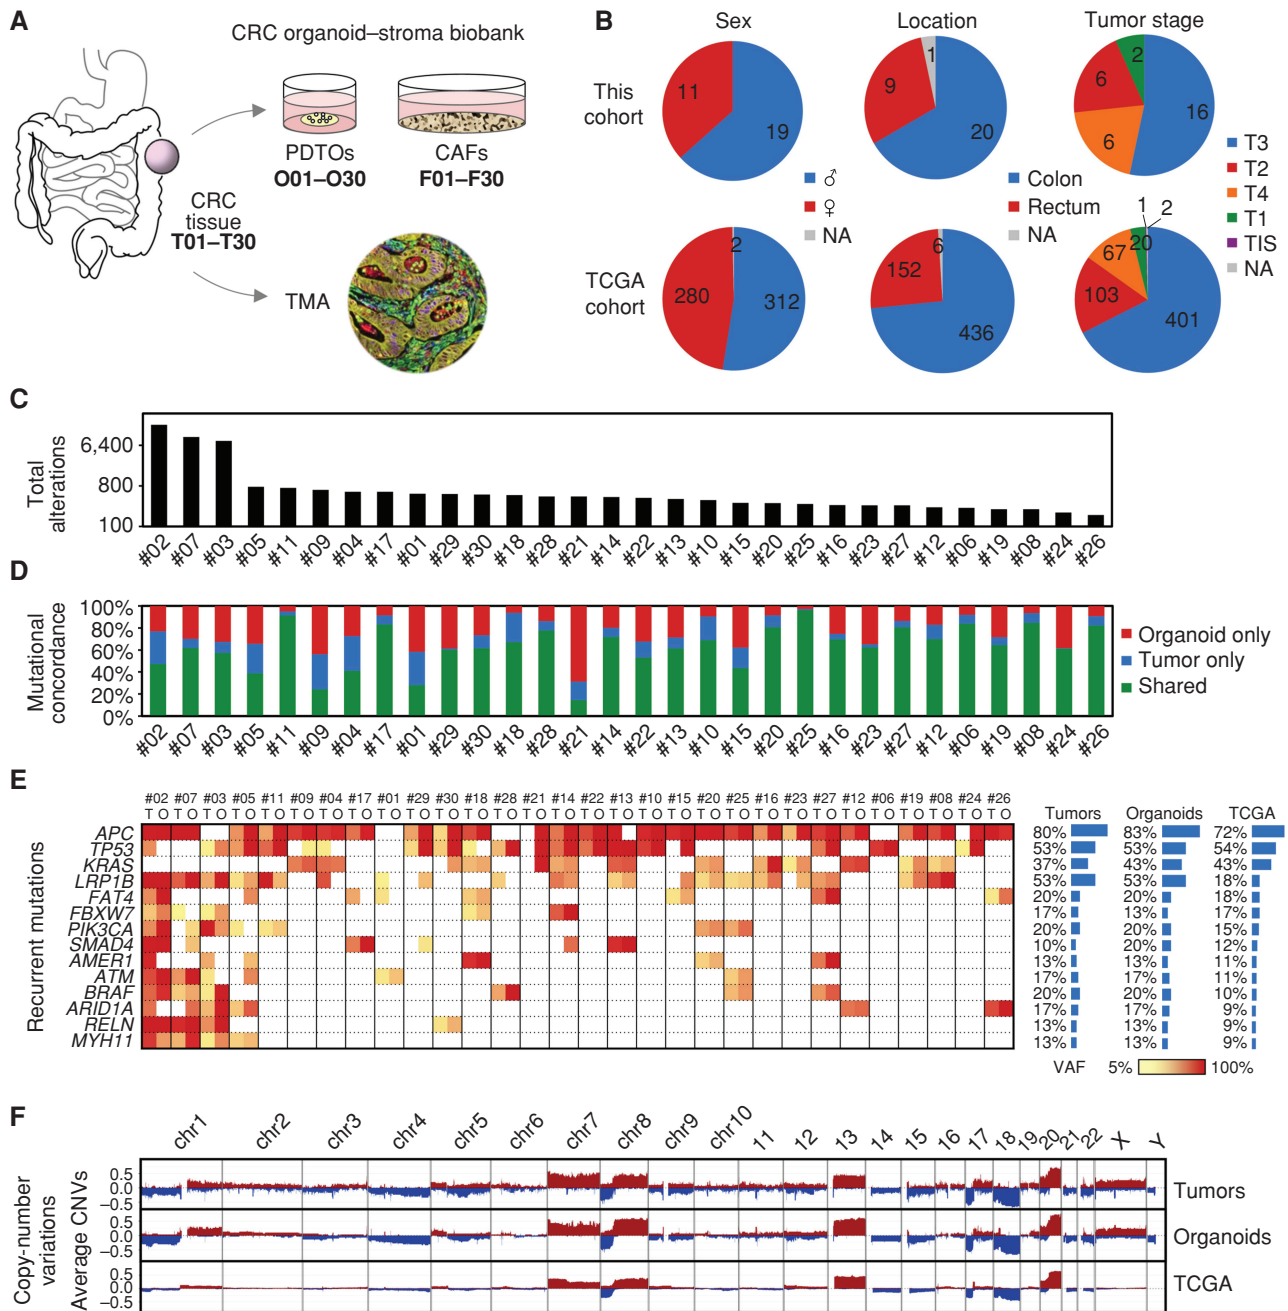 A
CRC organoid–stroma biobank
PDTOs
O01–O30
CAFs
F01–F30
CRC
tissue
T01–T30
TMA
B
Sex
Location
Tumor stage
This
cohort
11
19
9
1
20
2
6
6
16
♂
♀
NA
Colon
Rectum
NA
T3
T2
T4
T1
TIS
NA
TCGA
cohort
280
2
312
152
6
436
1
2
67
20
103
401
C
Total
alterations
6,400
800
100
#02 #07 #03 #05 #11 #09 #04 #17 #01 #29 #30 #18 #28 #21 #14 #22 #13 #10 #15 #20 #25 #16 #23 #27 #12 #06 #19 #08 #24 #26
D
Mutational
concordance
100%
80%
60%
40%
20%
0%
Organoid only
Tumor only
Shared
#02 #07 #03 #05 #11 #09 #04 #17 #01 #29 #30 #18 #28 #21 #14 #22 #13 #10 #15 #20 #25 #16 #23 #27 #12 #06 #19 #08 #24 #26
E
Recurrent mutations
#02 #07 #03 #05 #11 #09 #04 #17 #01 #29 #30 #18 #28 #21 #14 #22 #13 #10 #15 #20 #25 #16 #23 #27 #12 #06 #19 #08 #24 #26
T O T O T O T O T O T O T O T O T O T O T O T O T O T O T O T O T O T O T O T O T O T O T O T O T O T O T O T O T O T O
Tumors Organoids TCGA
APC 80% 83% 72%
TP53 53% 53% 54%
KRAS 37% 43% 43%
LRP1B 53% 53% 18%
FAT4 20% 20% 18%
FBXW7 17% 13% 17%
PIK3CA 20% 20% 15%
SMAD4 10% 20% 12%
AMER1 13% 13% 11%
ATM 17% 17% 11%
BRAF 20% 20% 10%
ARID1A 17% 17% 9%
RELN 13% 13% 9%
MYH11 13% 13% 9%
VAF 5% 100%
F
Copy-number
variations
Average CNVs
chr1 chr2 chr3 chr4 chr5 chr6 chr7 chr8 chr9 chr10 11 12 13 14 15 16 17 18 19 20 21 22 X Y
0.5
0.0
–0.5
Tumors
0.5
0.0
–0.5
Organoids
0.5
0.0
–0.5
TCGA